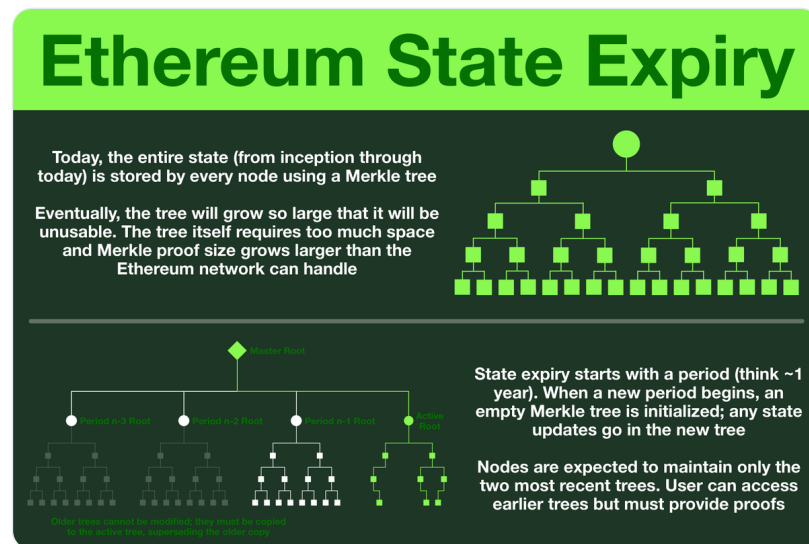 Ethereum State Expiry
Today, the entire state (from inception through
today) is stored by every node using a Merkle tree
Eventually, the tree will grow so large that it will be
unusable. The tree itself requires too much space
and Merkle proof size grows larger than the
Ethereum network can handle
Master Root
Period n-3 Root
Period n-2 Root
Period n-1 Root
Active
Root
Older trees cannot be modified; they must be copied
to the active tree, superseding the older copy
State expiry starts with a period (think ~1
year). When a new period begins, an
empty Merkle tree is initialized; any state
updates go in the new tree
Nodes are expected to maintain only the
two most recent trees. User can access
earlier trees but must provide proofs